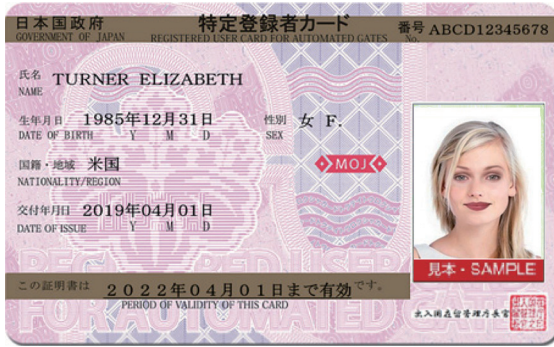 日本国政府 特定登録者カード 番号 ABCD12345678
GOVERNMENT OF JAPAN REGISTERED USER CARD FOR AUTOMATED GATES No.
氏名 TURNER ELIZABETH
NAME
生年月日 1985年12月31日 性別 女 F.
DATE OF BIRTH Y M D SEX
国籍・地域 米国
NATIONALITY/REGION
MOJ
交付年月日 2019年04月01日
DATE OF ISSUE Y M D
REGISTERED USER
見本・SAMPLE
この証明書は 2022年04月01日まで有効 です。
PERIOD OF VALIDITY OF THIS CARD
FOR AUTOMATED GATES
出入国在留管理庁長官